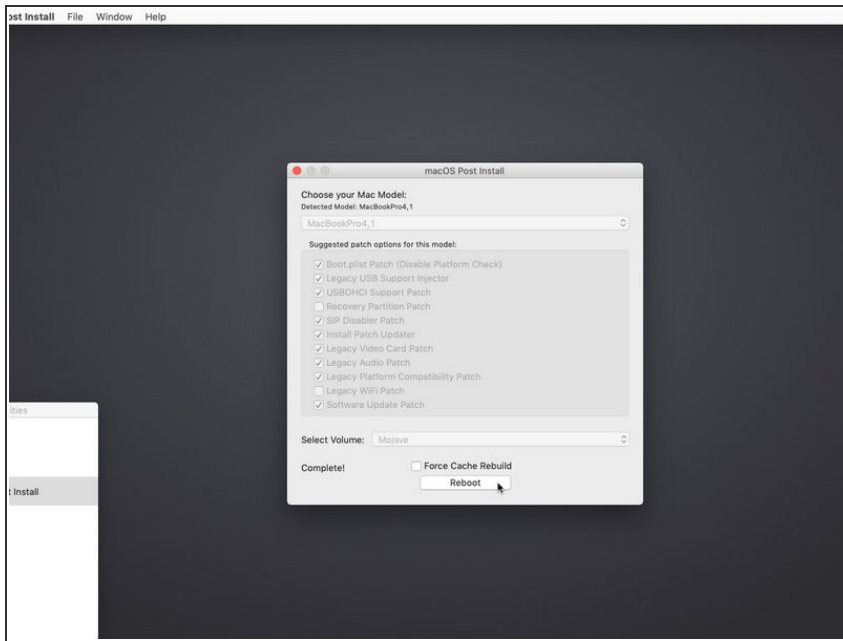 ost Install File Window Help
macOS Post Install
Choose your Mac Model:
Detected Model: MacBookPro4,1
MacBookPro4,1
Suggested patch options for this model:
Boot.plist Patch (Disable Platform Check)
Legacy USB Support Injector
USBOHCI Support Patch
Recovery Partition Patch
SIP Disabler Patch
Install Patch Updater
Legacy Video Card Patch
Legacy Audio Patch
Legacy Platform Compatibility Patch
Legacy WiFi Patch
Software Update Patch
ities
Select Volume: Mojave
Complete! Force Cache Rebuild
Reboot
t Install